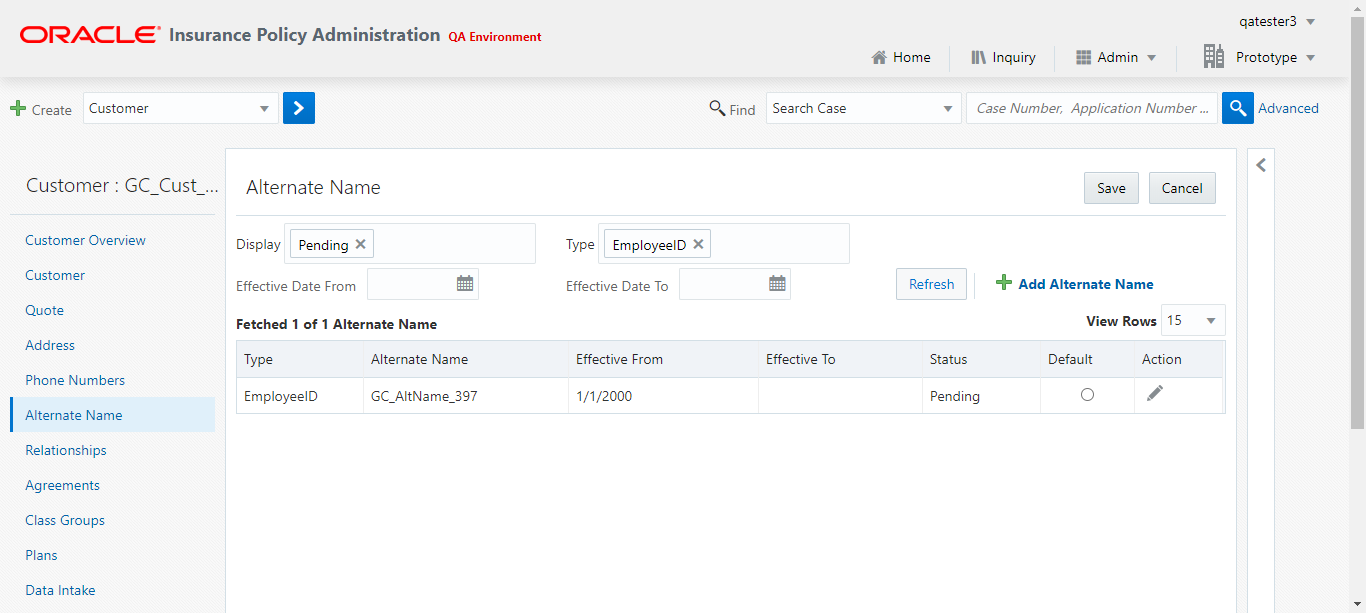 ORACLE Insurance Policy Administration QA Environment
qatester3
Home Inquiry Admin Prototype
Create Customer
Find Search Case Case Number, Application Number ... Advanced
Customer : GC_Cust_...
Customer Overview
Customer
Quote
Address
Phone Numbers
Alternate Name
Relationships
Agreements
Class Groups
Plans
Data Intake
Alternate Name
Save Cancel
Display Pending Type EmployeeID
Effective Date From Effective Date To Refresh Add Alternate Name
Fetched 1 of 1 Alternate Name View Rows 15
Type Alternate Name Effective From Effective To Status Default Action
EmployeeID GC_AltName_397 1/1/2000 Pending